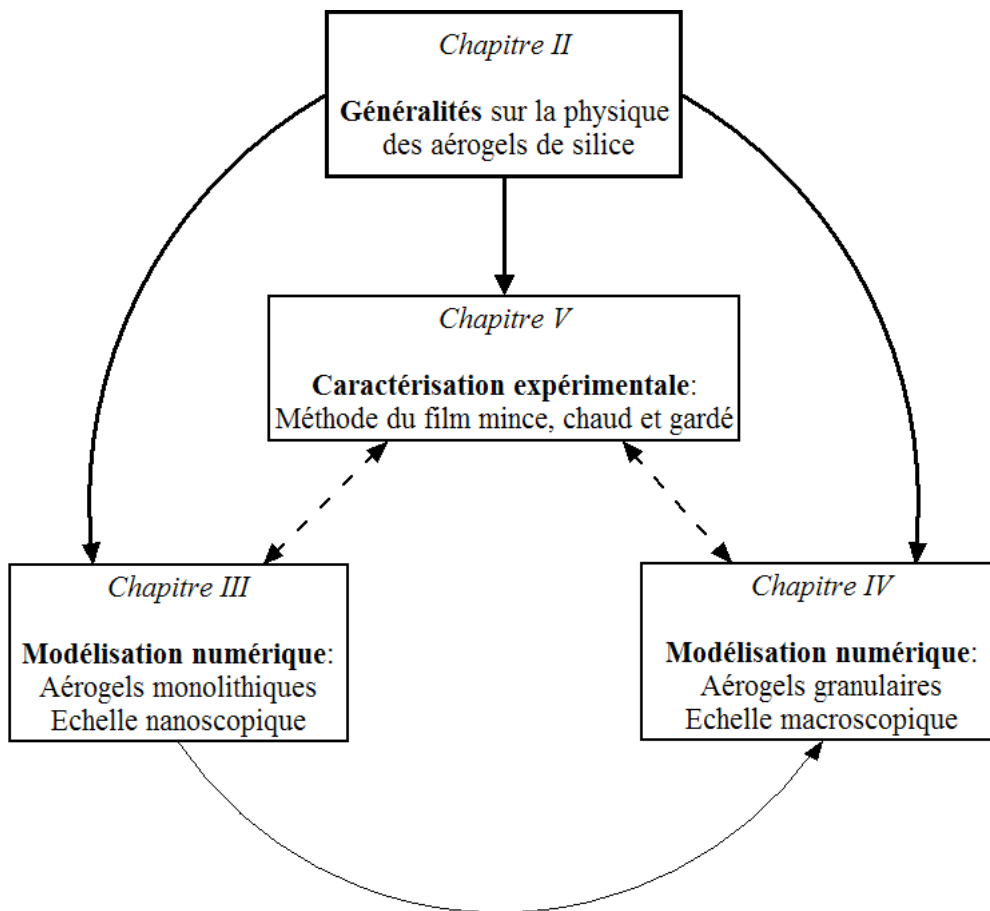 Chapitre II
Généralités sur la physique
des aérogels de silice
Chapitre V
Caractérisation expérimentale:
Méthode du film mince, chaud et gardé
Chapitre III
Modélisation numérique:
Aérogels monolithiques
Echelle nanoscopique
Chapitre IV
Modélisation numérique:
Aérogels granulaires
Echelle macroscopique